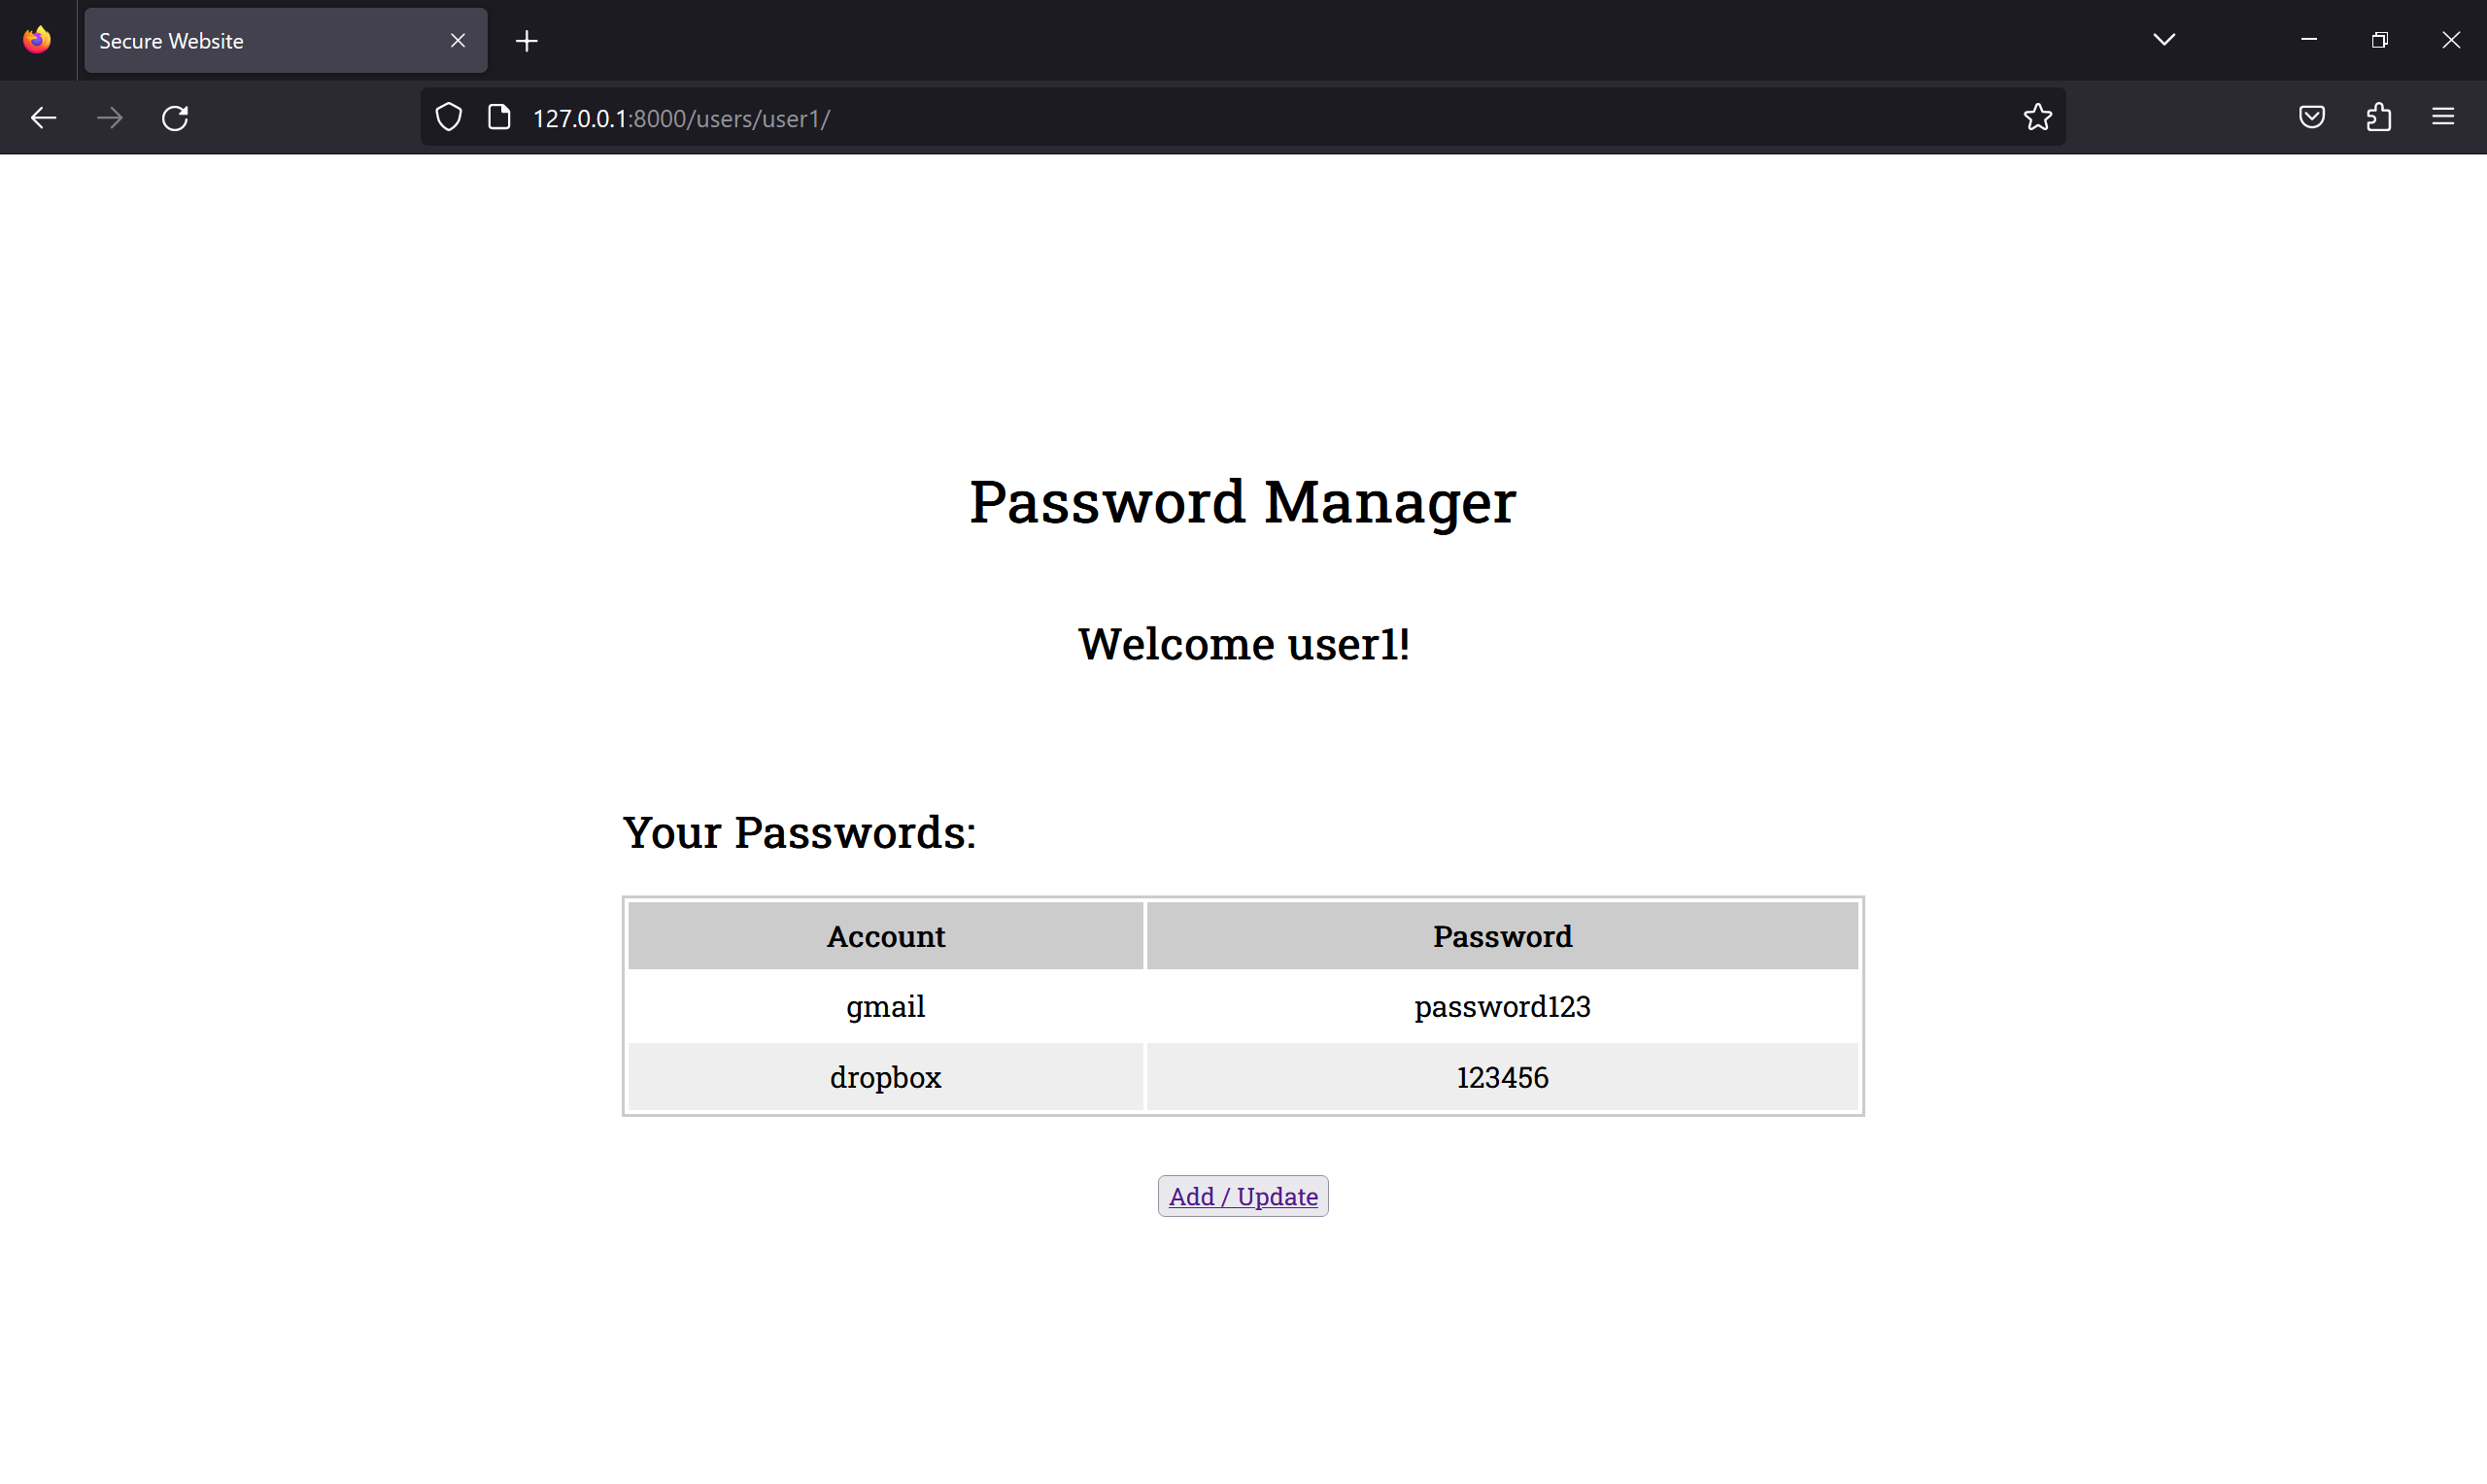 Secure Website
127.0.0.1:8000/users/user1/
Password Manager
Welcome user1!
Your Passwords:
Account Password
gmail password123
dropbox 123456
Add / Update